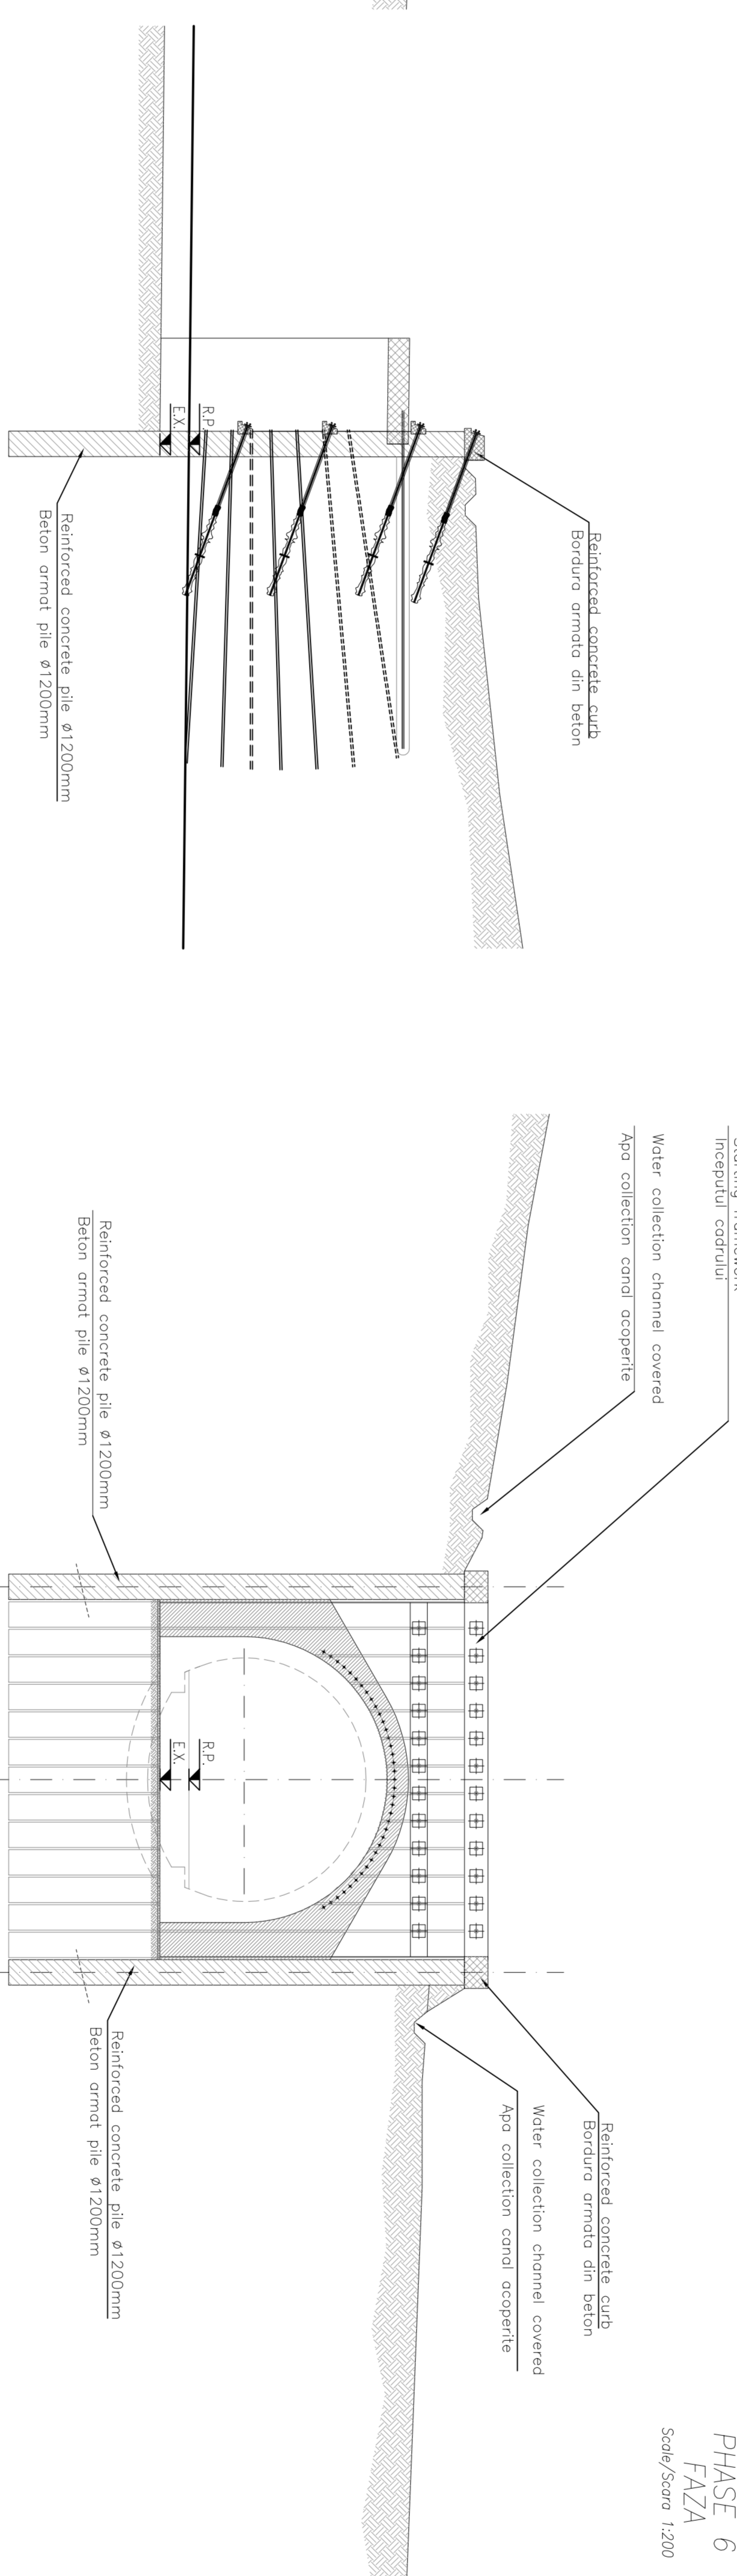 PHASE 6
FAZA
Scale/Scara 1:200
Reinforced concrete curb
Bordura armata din beton
R.P.
E.X.
Reinforced concrete pile Ø1200mm
Beton armat pile Ø1200mm
Inceputul cadrului
Water collection channel covered
Apa collection canal acoperite
Reinforced concrete pile Ø1200mm
Beton armat pile Ø1200mm
R.P.
E.X.
Reinforced concrete curb
Bordura armata din beton
Water collection channel covered
Apa collection canal acoperite
Reinforced concrete pile Ø1200mm
Beton armat pile Ø1200mm